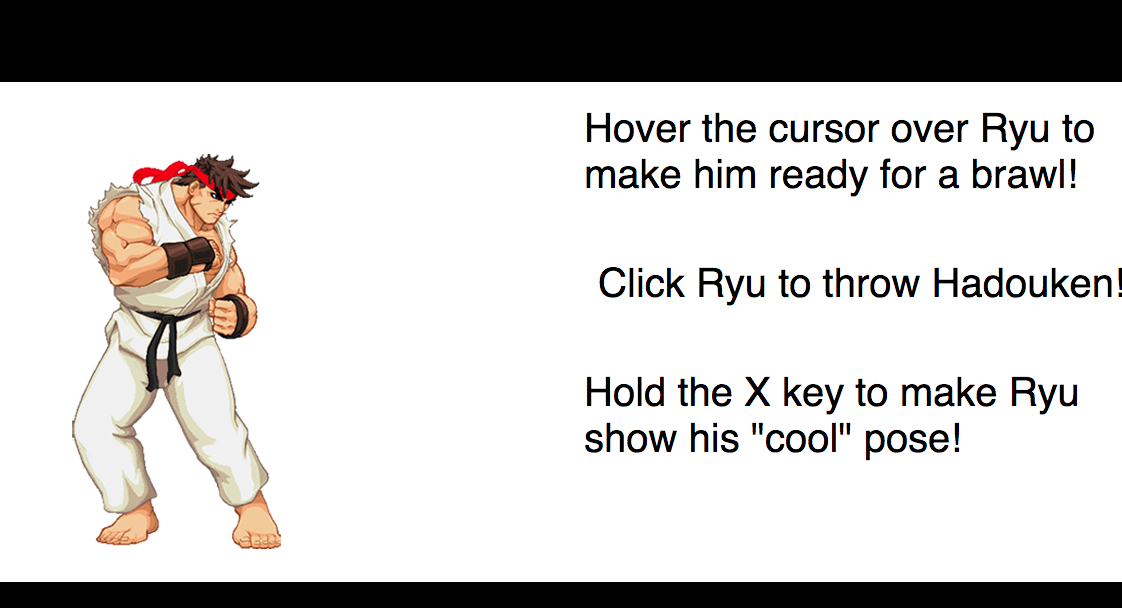 Hover the cursor over Ryu to
make him ready for a brawl!
Click Ryu to throw Hadouken!
Hold the X key to make Ryu
show his "cool" pose!